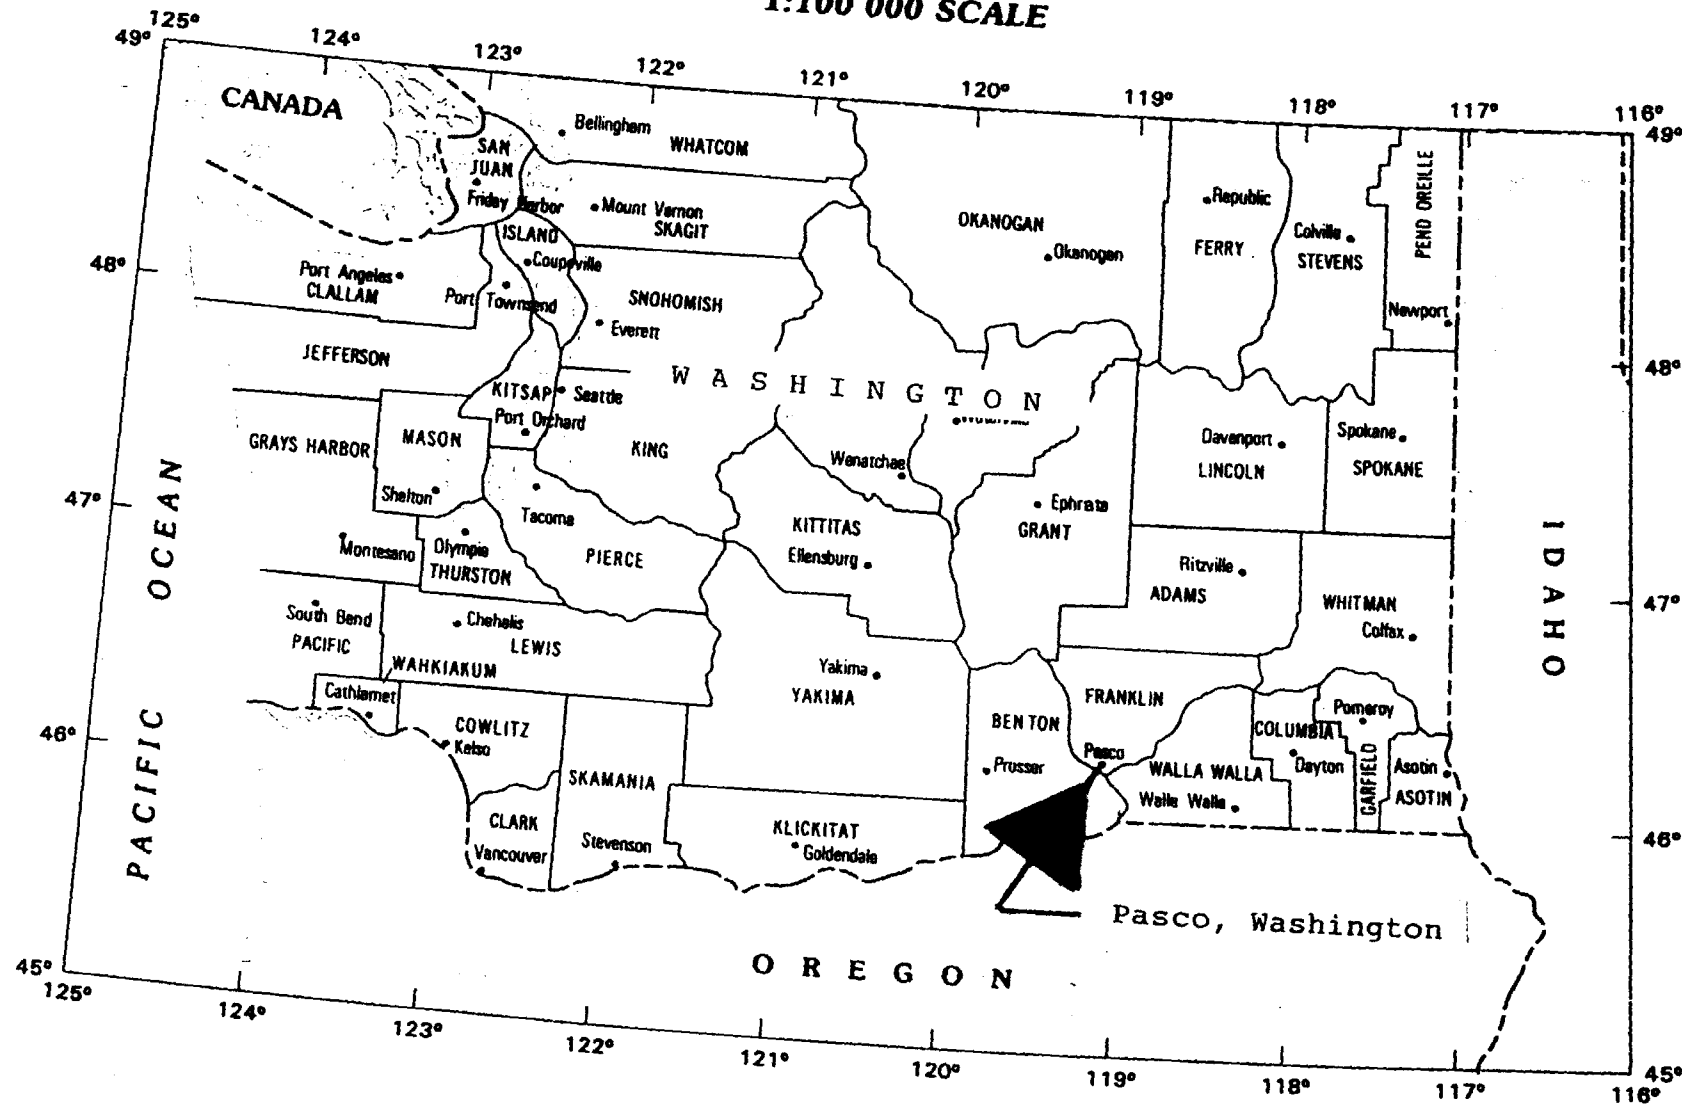 1:100 000 SCALE
125°
124°
123°
122°
121°
120°
119°
118°
117°
116°
49°
49°
CANADA
Bellingham
WHATCOM
SAN
JUAN
Friday Harbor
Mount Vernon
SKAGIT
OKANOGAN
Okanogan
Republic
FERRY
Colville
STEVENS
PEND OREILLE
Newport
ISLAND
Coupeville
48°
Port Angeles
CLALLAM
Port Townsend
SNOHOMISH
Everett
JEFFERSON
WASHINGTON
48°
KITSAP
Seattle
Port Orchard
GRAYS HARBOR
MASON
KING
Wenatchee
Davenport
LINCOLN
Spokane
SPOKANE
Shelton
47°
Tacoma
KITTITAS
Ellensburg
Ephrata
GRANT
Montesano
Olympia
THURSTON
PIERCE
Ritzville
ADAMS
WHITMAN
Colfax
47°
PACIFIC OCEAN
IDAHO
South Bend
PACIFIC
Chehalis
LEWIS
WAHKIAKUM
Cathlamet
Yakima
YAKIMA
FRANKLIN
BENTON
COLUMBIA
Pomeroy
46°
COWLITZ
Kelso
SKAMANIA
Prosser
Pasco
WALLA WALLA
Walla Walla
Dayton
GARFIELD
Asotin
ASOTIN
CLARK
Vancouver
Stevenson
KLICKITAT
Goldendale
46°
Pasco, Washington
OREGON
45°
125°
124°
123°
122°
121°
120°
119°
118°
117°
116°
45°